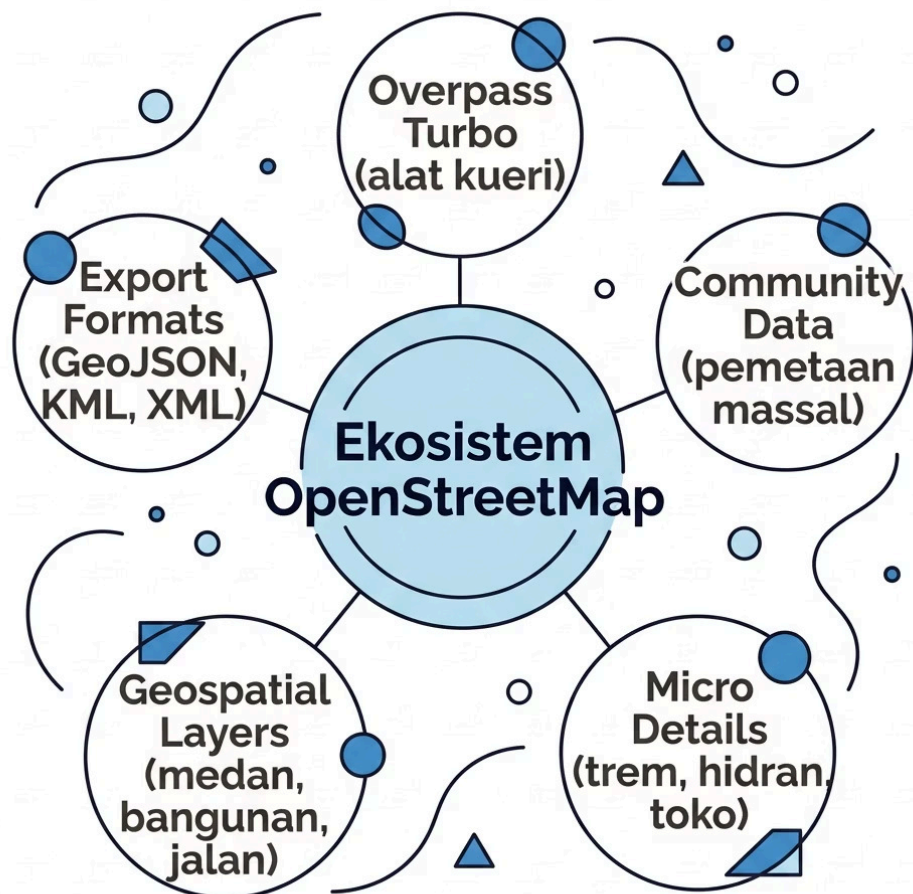 Overpass
Turbo
(alat kueri)
Export
Formats
(GeoJSON,
KML, XML)
Community
Data
(pemetaan
massal)
Ekosistem
OpenStreetMap
Geospatial
Layers
(medan,
bangunan,
jalan)
Micro
Details
(trem, hidran,
toko)